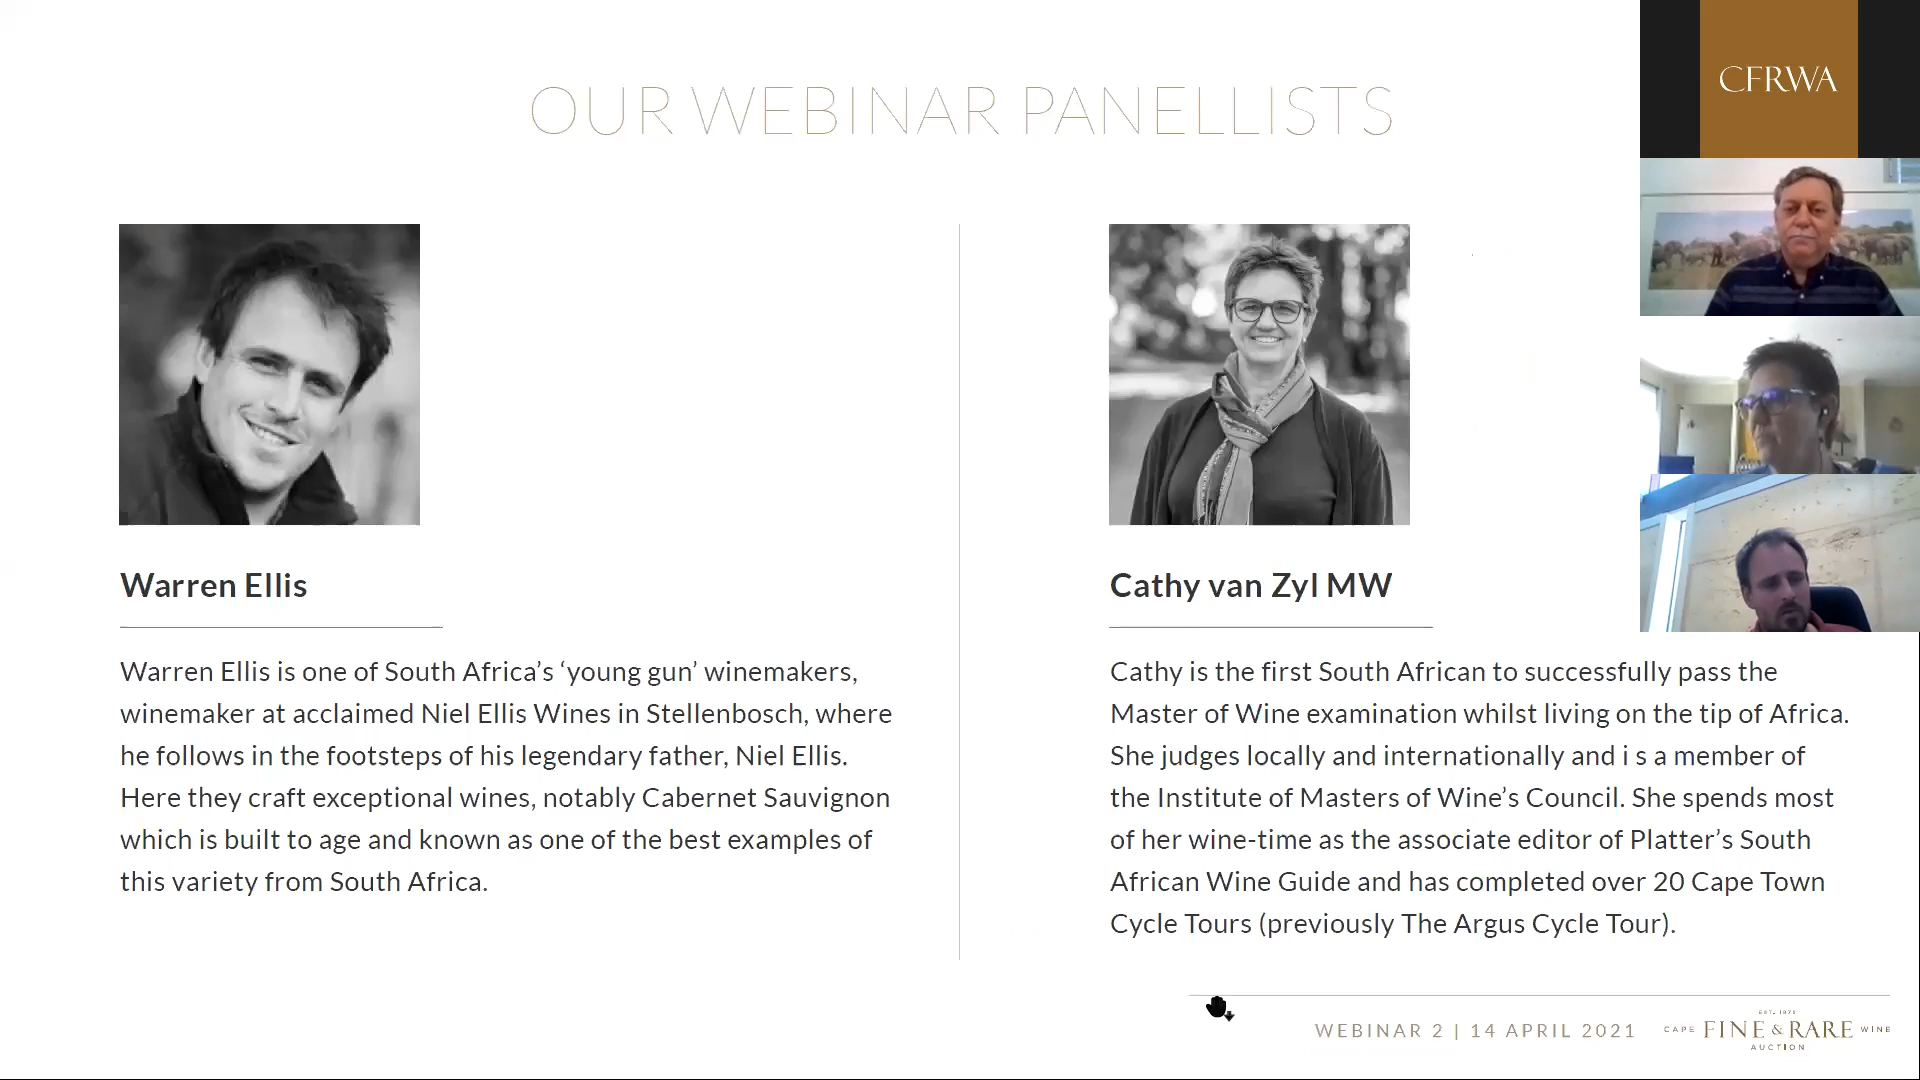 OUR WEBINAR PANELLISTS
CFRWA
Warren Ellis
Warren Ellis is one of South Africa’s ‘young gun’ winemakers,
winemaker at acclaimed Niel Ellis Wines in Stellenbosch, where
he follows in the footsteps of his legendary father, Niel Ellis.
Here they craft exceptional wines, notably Cabernet Sauvignon
which is built to age and known as one of the best examples of
this variety from South Africa.
Cathy van Zyl MW
Cathy is the first South African to successfully pass the
Master of Wine examination whilst living on the tip of Africa.
She judges locally and internationally and i s a member of
the Institute of Masters of Wine’s Council. She spends most
of her wine-time as the associate editor of Platter’s South
African Wine Guide and has completed over 20 Cape Town
Cycle Tours (previously The Argus Cycle Tour).
WEBINAR 2 | 14 APRIL 2021
EST. 1975
CAPE FINE & RARE WINE
AUCTION